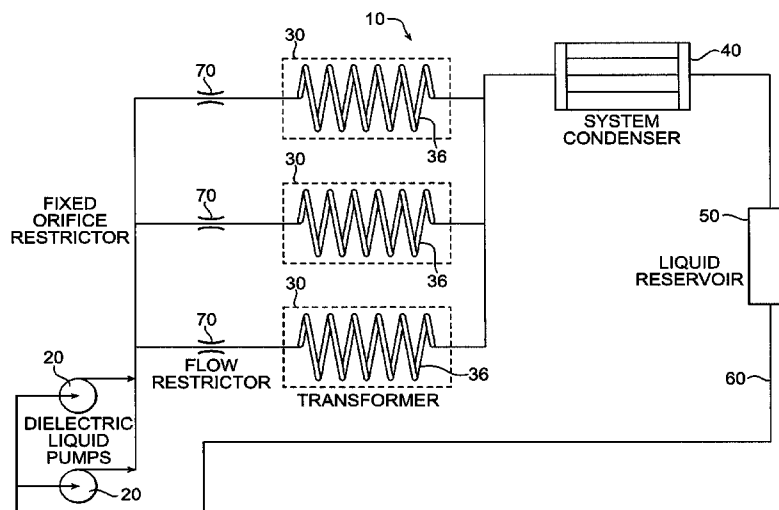 10
30
70
36
40
SYSTEM
CONDENSER
FIXED
ORIFICE
RESTRICTOR
30
70
36
50
LIQUID
RESERVOIR
30
70
36
FLOW
RESTRICTOR
TRANSFORMER
60
20
DIELECTRIC
LIQUID
PUMPS
20